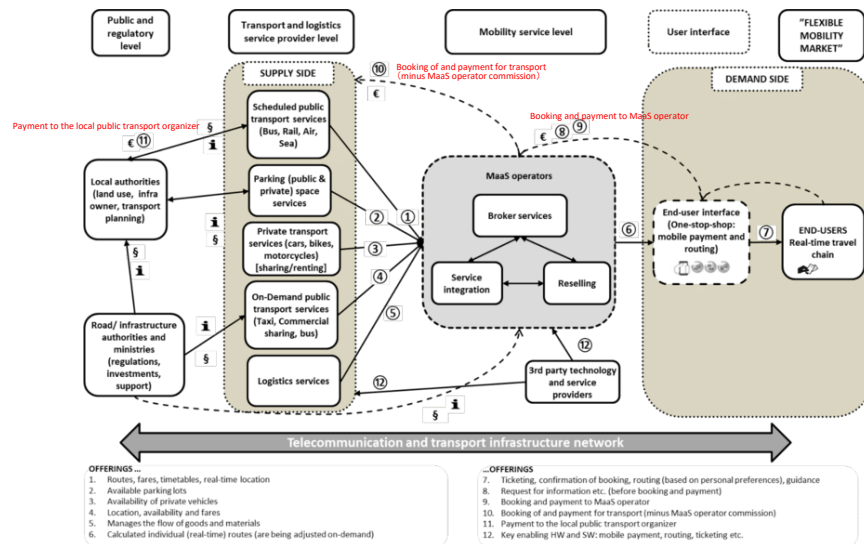 Public and
regulatory
level
Transport and logistics
service provider level
Mobility service level
User interface
"FLEXIBLE
MOBILITY
MARKET"
SUPPLY SIDE
DEMAND SIDE
⑩
Booking of and payment for transport
(minus MaaS operator commission)
€
Booking and payment to MaaS operator
€ ⑧ ⑨
Payment to the local public transport organizer
€ ⑪
§
i
Scheduled public
transport services
(Bus, Rail, Air,
Sea)
Local authorities
(land use, infra
owner, transport
planning)
Parking (public &
private) space
services
i
§
Private transport
services (cars, bikes,
motorcycles)
[sharing/renting]
On-Demand public
transport services
(Taxi, Commercial
sharing, bus)
Logistics services
§
i
Road/ infrastructure
authorities and
ministries
(regulations,
investments,
support)
i
§
①
②
③
④
⑤
MaaS operators
Broker services
Service
integration
Reselling
⑥
End-user interface
(One-stop-shop:
mobile payment and
routing)
⑦
END-USERS
Real-time travel
chain
⑫
⑫
3rd party technology
and service
providers
i
§
Telecommunication and transport infrastructure network
OFFERINGS ...
1. Routes, fares, timetables, real-time location
2. Available parking lots
3. Availability of private vehicles
4. Location, availability and fares
5. Manages the flow of goods and materials
6. Calculated individual (real-time) routes (are being adjusted on-demand)
...OFFERINGS
7. Ticketing, confirmation of booking, routing (based on personal preferences), guidance
8. Request for information etc. (before booking and payment)
9. Booking and payment to MaaS operator
10. Booking of and payment for transport (minus MaaS operator commission)
11. Payment to the local public transport organizer
12. Key enabling HW and SW: mobile payment, routing, ticketing etc.